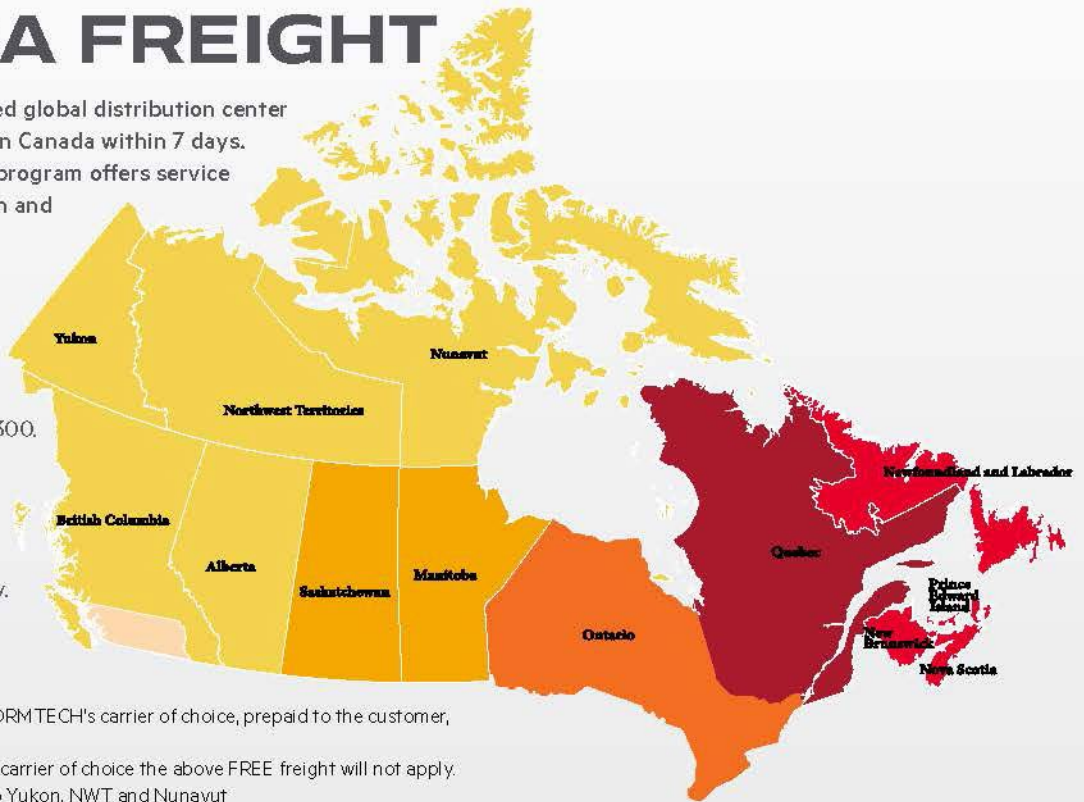 A FREIGHT
ed global distribution center
n Canada within 7 days.
program offers service
n and
Yukon
Nunavut
Northwest Territories
300.
Newfoundland and Labrador
British Columbia
Quebec
Alberta
Manitoba
Saskatchewan
y.
Prince
Edward
Island
Ontario
New
Brunswick
Nova Scotia
ORMTECH's carrier of choice, prepaid to the customer,
carrier of choice the above FREE freight will not apply.
o Yukon, NWT and Nunavut